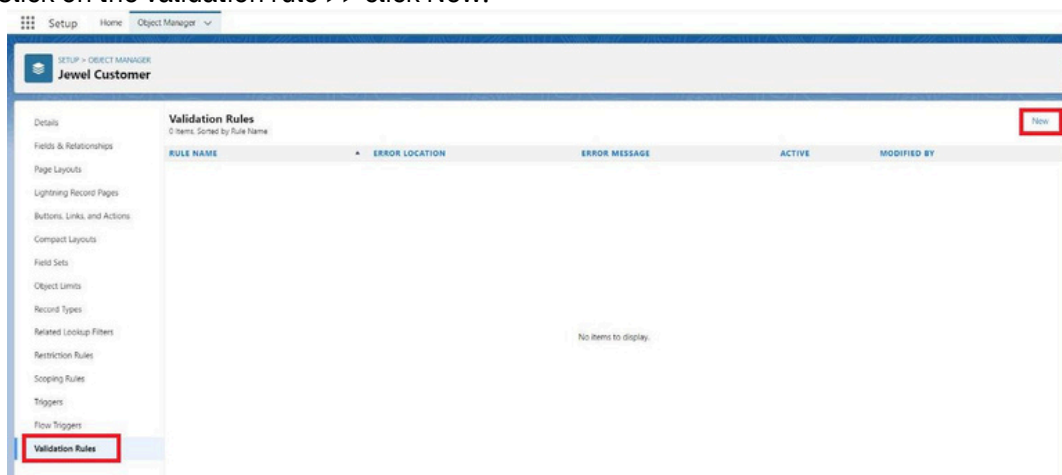 click on the validation rule >> click New.
Setup Home Object Manager
SETUP > OBJECT MANAGER
Jewel Customer
Details
Fields & Relationships
Page Layouts
Lightning Record Pages
Buttons, Links, and Actions
Compact Layouts
Field Sets
Object Limits
Record Types
Related Lookup Filters
Restriction Rules
Scoping Rules
Triggers
Flow Triggers
Validation Rules
Validation Rules
0 Items, Sorted by Rule Name
New
RULE NAME ERROR LOCATION ERROR MESSAGE ACTIVE MODIFIED BY
No items to display.